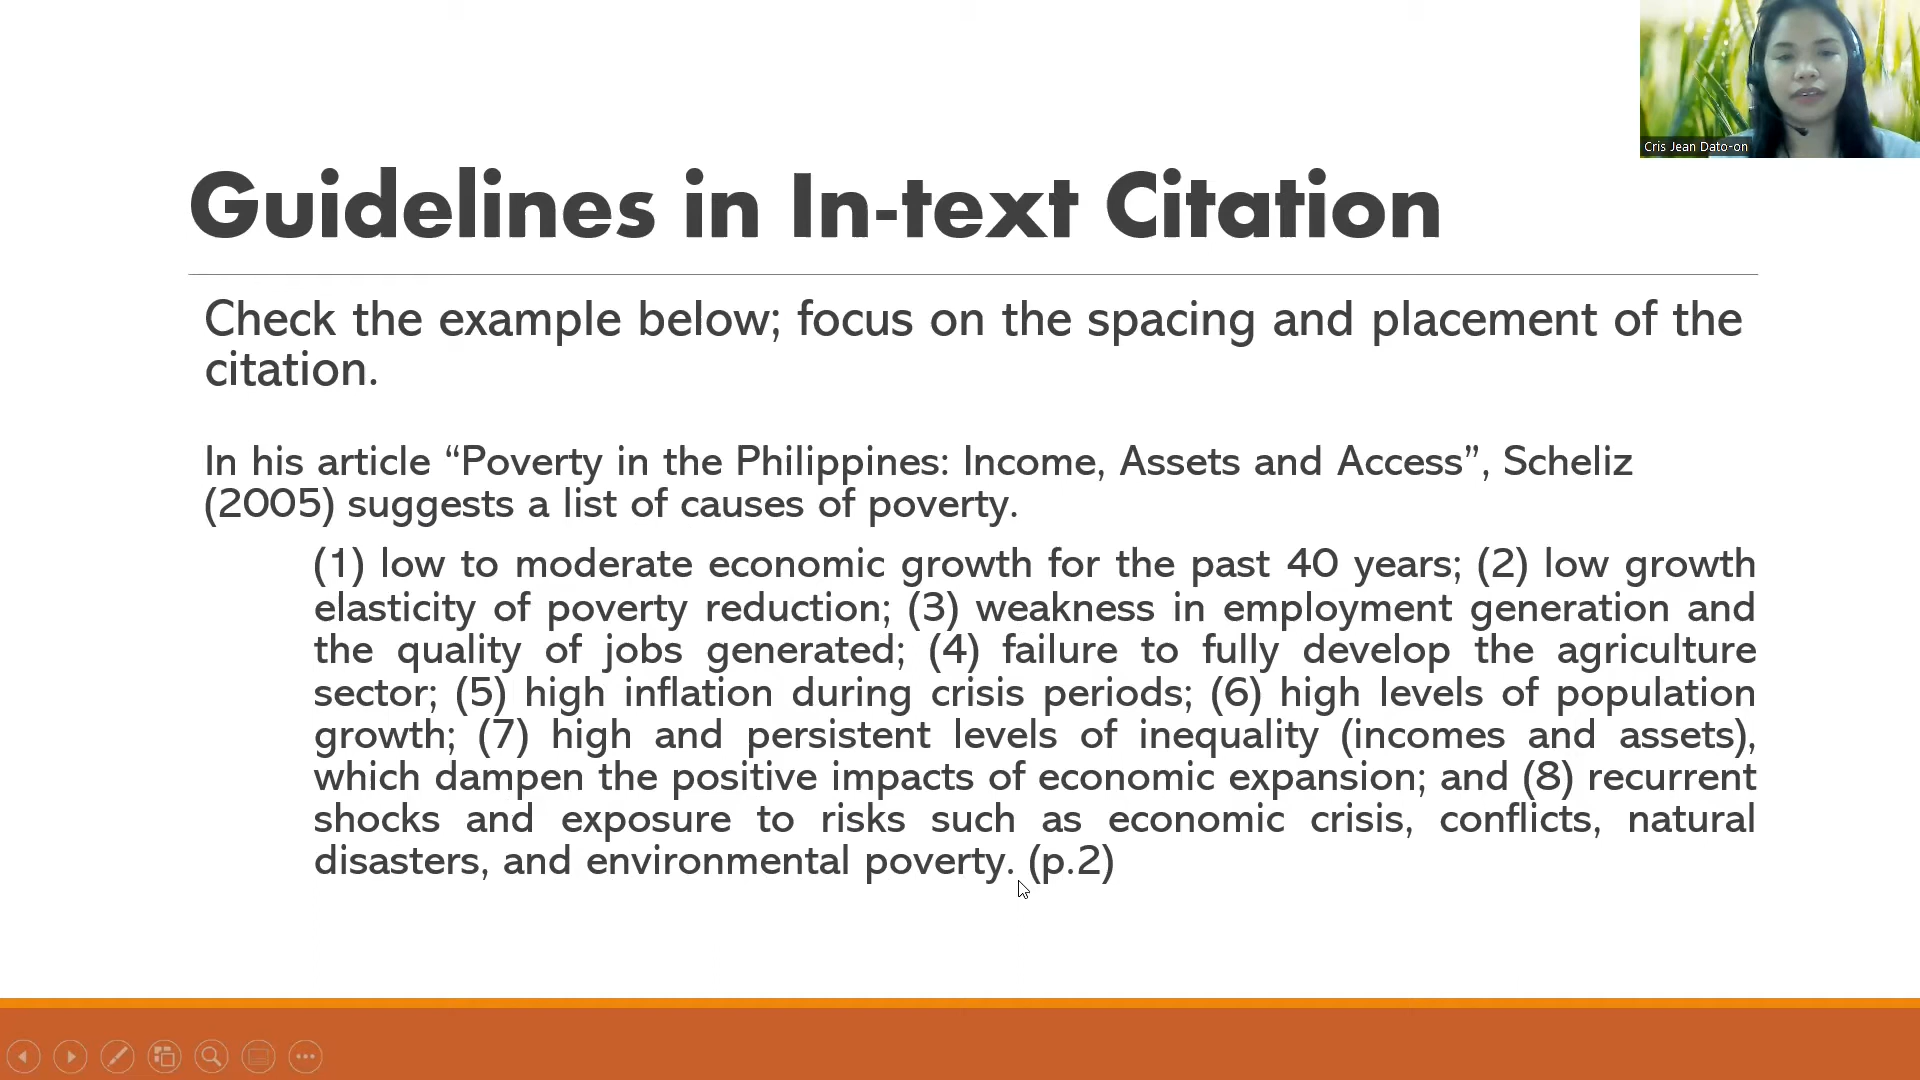 Cris Jean Dato-on
Guidelines in In-text Citation
Check the example below; focus on the spacing and placement of the
citation.
In his article “Poverty in the Philippines: Income, Assets and Access”, Scheliz
(2005) suggests a list of causes of poverty.
(1) low to moderate economic growth for the past 40 years; (2) low growth
elasticity of poverty reduction; (3) weakness in employment generation and
the quality of jobs generated; (4) failure to fully develop the agriculture
sector; (5) high inflation during crisis periods; (6) high levels of population
growth; (7) high and persistent levels of inequality (incomes and assets),
which dampen the positive impacts of economic expansion; and (8) recurrent
shocks and exposure to risks such as economic crisis, conflicts, natural
disasters, and environmental poverty. (p.2)